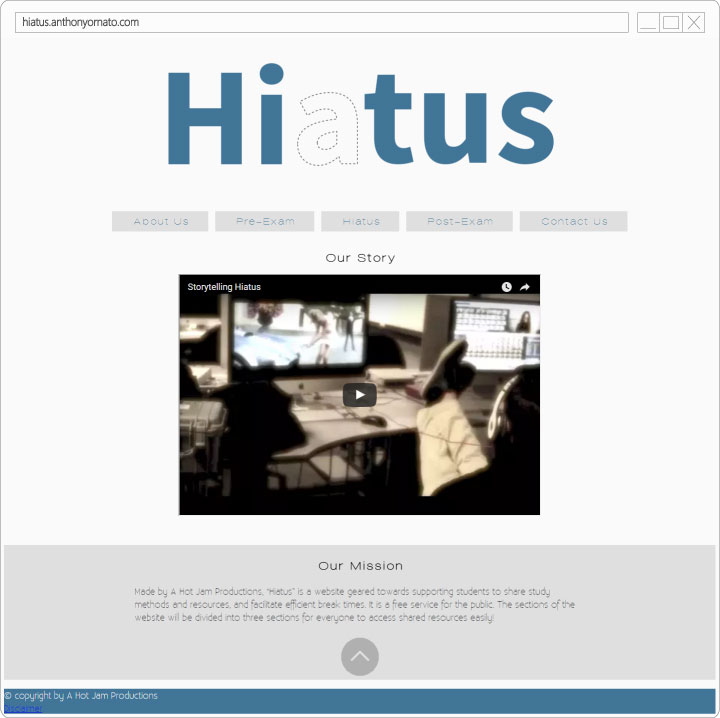 hiatus.anthonyornato.com
Hiatus
About Us Pre-Exam Hiatus Post-Exam Contact Us
Our Story
Storytelling Hiatus
Our Mission
Made by A Hot Jam Productions, "Hiatus" is a website geared towards supporting students to share study
methods and resources, and facilitate efficient break times. It is a free service for the public. The sections of the
website will be divided into three sections for everyone to access shared resources easily!
© copyright by A Hot Jam Productions
Disclaimer